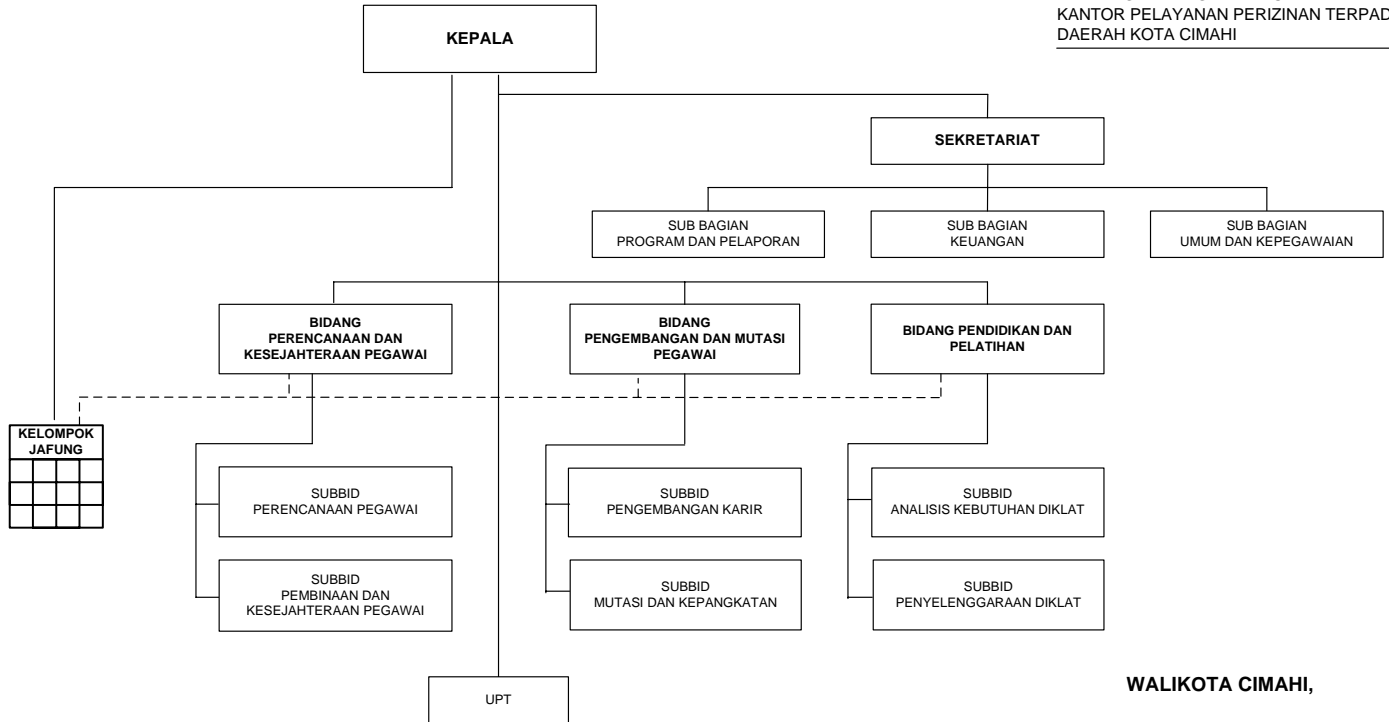 KANTOR PELAYANAN PERIZINAN TERPAD
DAERAH KOTA CIMAHI
KEPALA
SEKRETARIAT
SUB BAGIAN
PROGRAM DAN PELAPORAN
SUB BAGIAN
KEUANGAN
SUB BAGIAN
UMUM DAN KEPEGAWAIAN
BIDANG
PERENCANAAN DAN
KESEJAHTERAAN PEGAWAI
BIDANG
PENGEMBANGAN DAN MUTASI
PEGAWAI
BIDANG PENDIDIKAN DAN
PELATIHAN
KELOMPOK
JAFUNG
SUBBID
PERENCANAAN PEGAWAI
SUBBID
PENGEMBANGAN KARIR
SUBBID
ANALISIS KEBUTUHAN DIKLAT
SUBBID
PEMBINAAN DAN
KESEJAHTERAAN PEGAWAI
SUBBID
MUTASI DAN KEPANGKATAN
SUBBID
PENYELENGGARAAN DIKLAT
UPT
WALIKOTA CIMAHI,